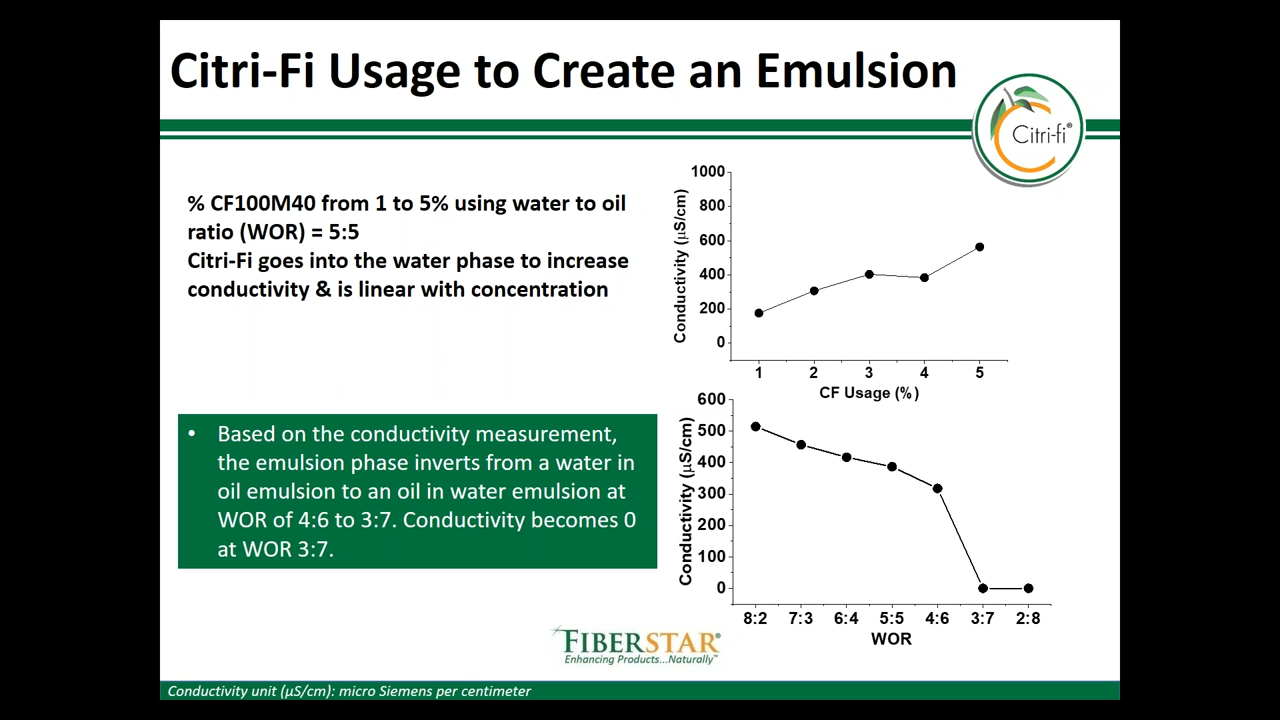 Citri-Fi Usage to Create an Emulsion
Citri-fi®
% CF100M40 from 1 to 5% using water to oil
ratio (WOR) = 5:5
Citri-Fi goes into the water phase to increase
conductivity & is linear with concentration
• Based on the conductivity measurement,
the emulsion phase inverts from a water in
oil emulsion to an oil in water emulsion at
WOR of 4:6 to 3:7. Conductivity becomes 0
at WOR 3:7.
Conductivity (μS/cm)
1000
800
600
400
200
0
1 2 3 4 5
CF Usage (%)
Conductivity (μS/cm)
600
500
400
300
200
100
0
8:2 7:3 6:4 5:5 4:6 3:7 2:8
WOR
FIBERSTAR®
Enhancing Products...Naturally™
Conductivity unit (μS/cm): micro Siemens per centimeter